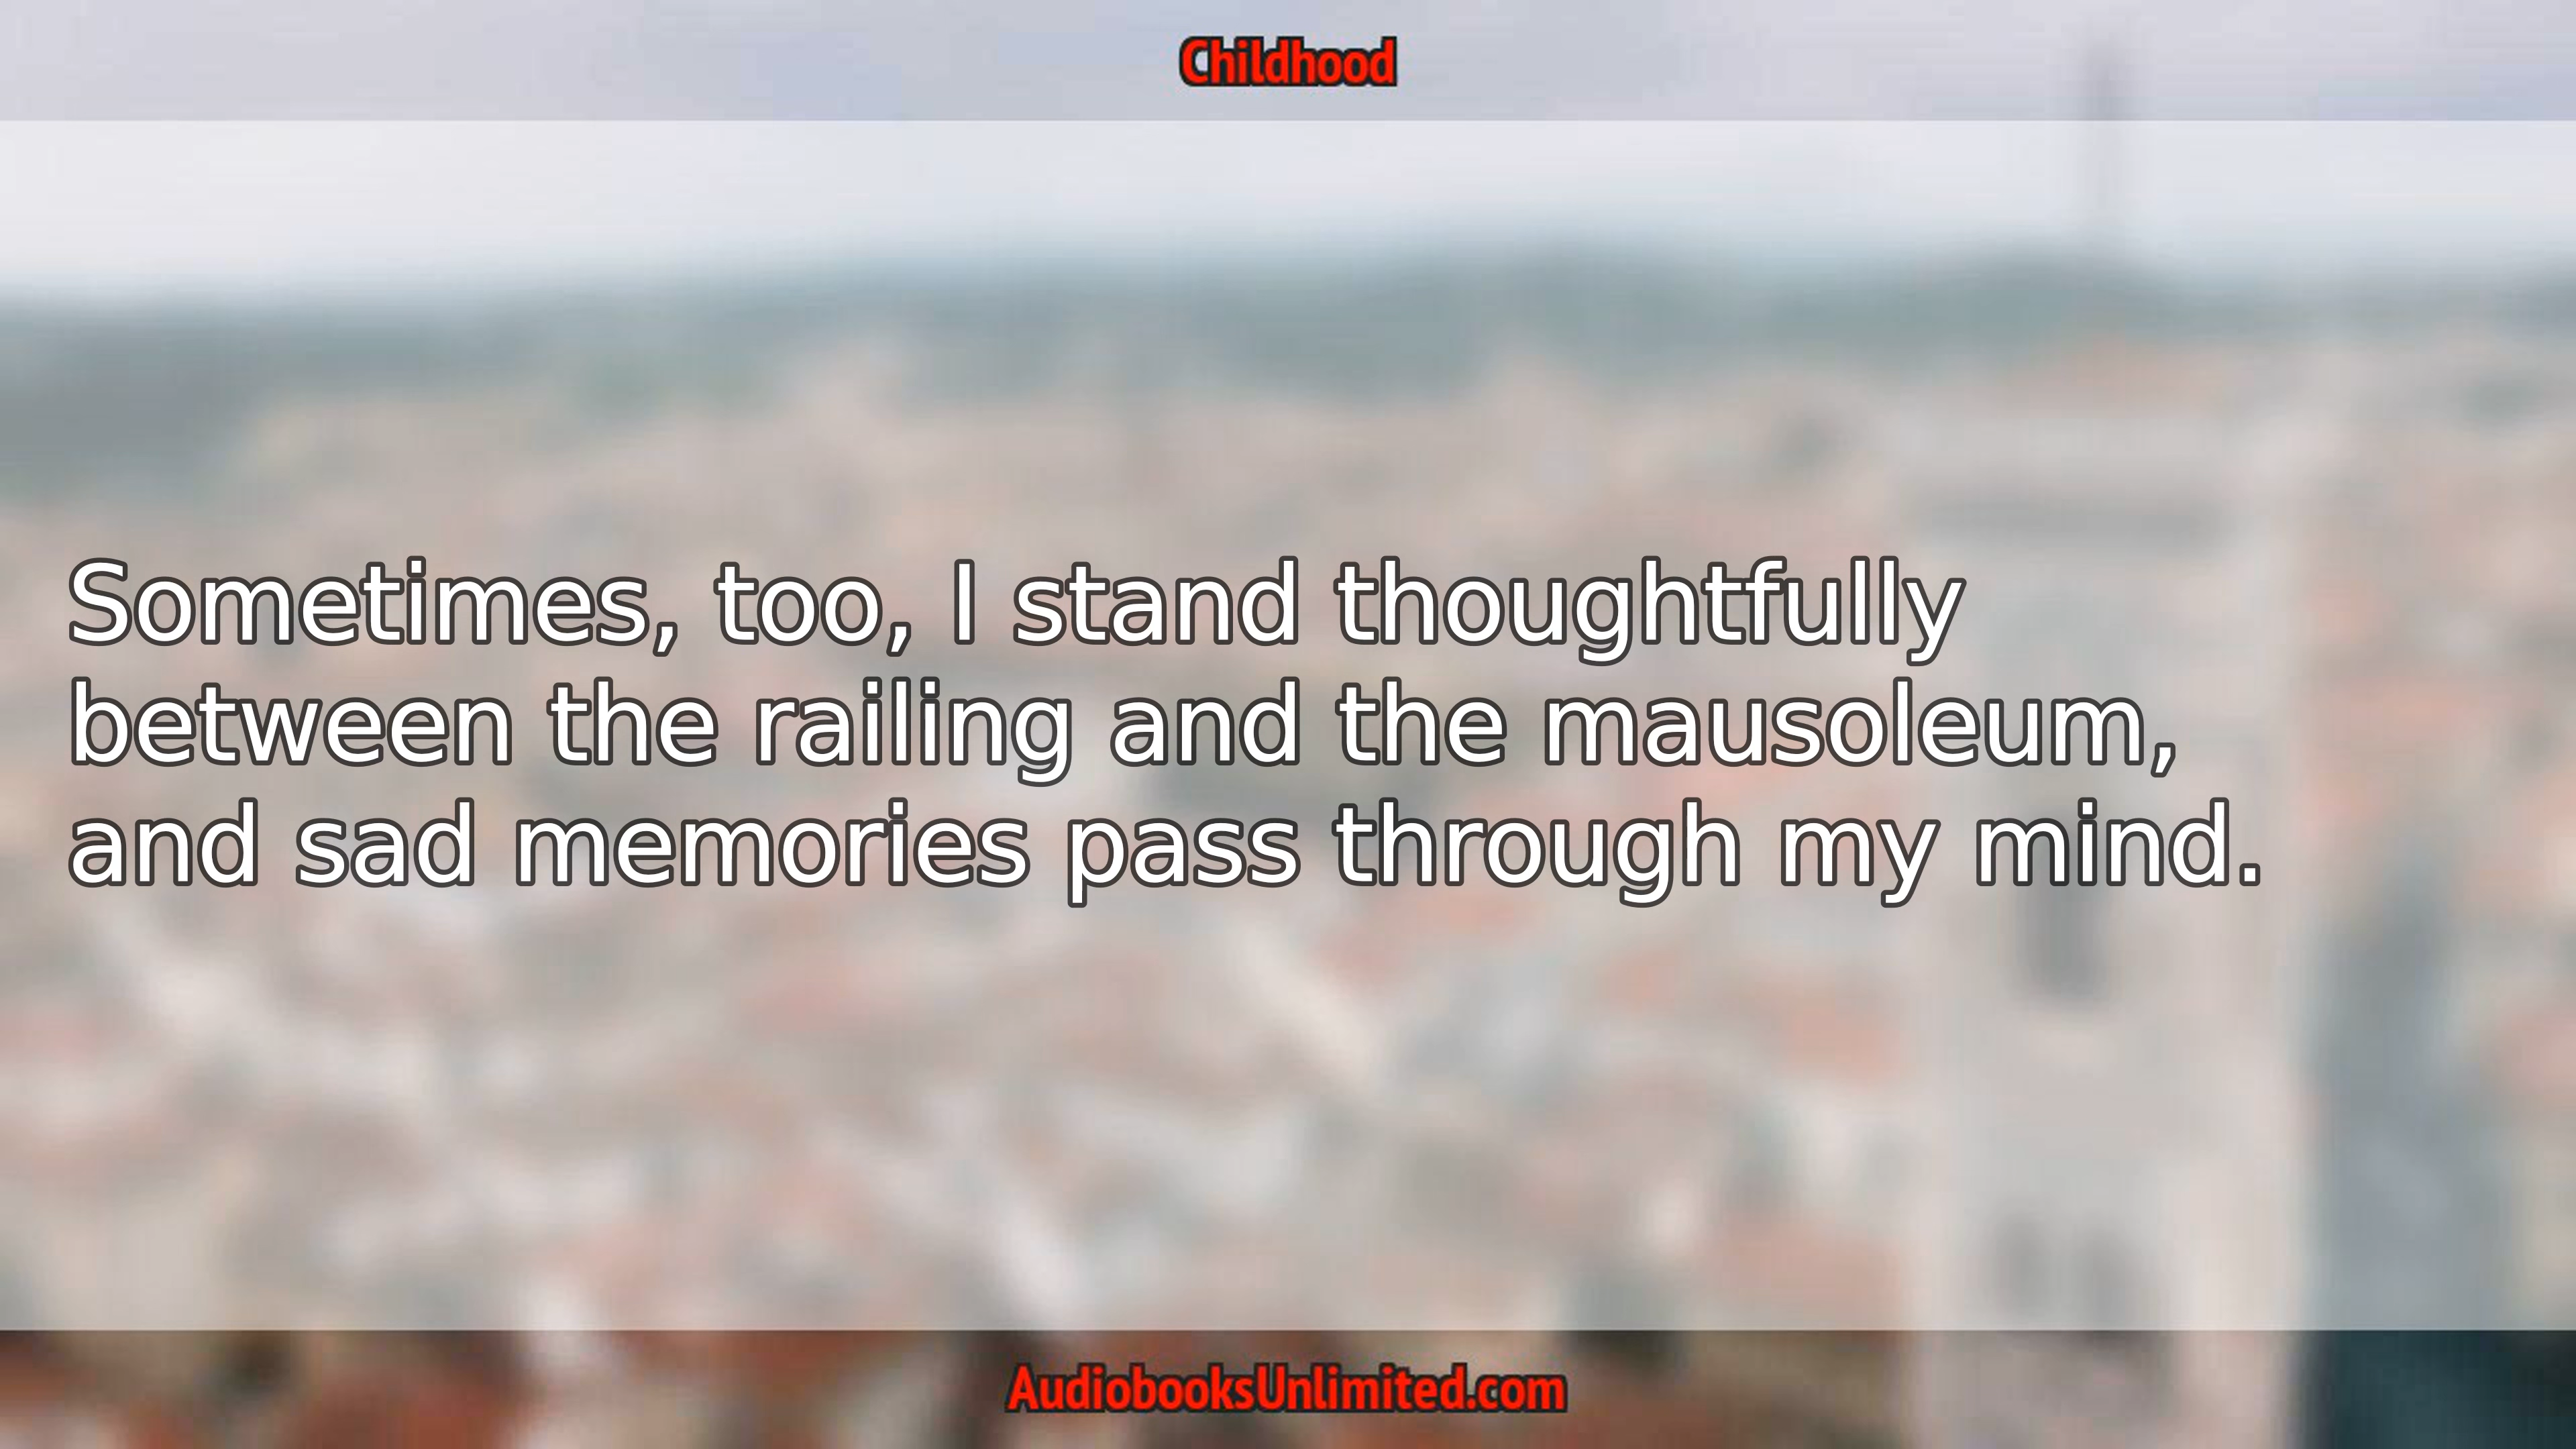 Childhood
Sometimes, too, I stand thoughtfully
between the railing and the mausoleum,
and sad memories pass through my mind.
AudiobooksUnlimited.com